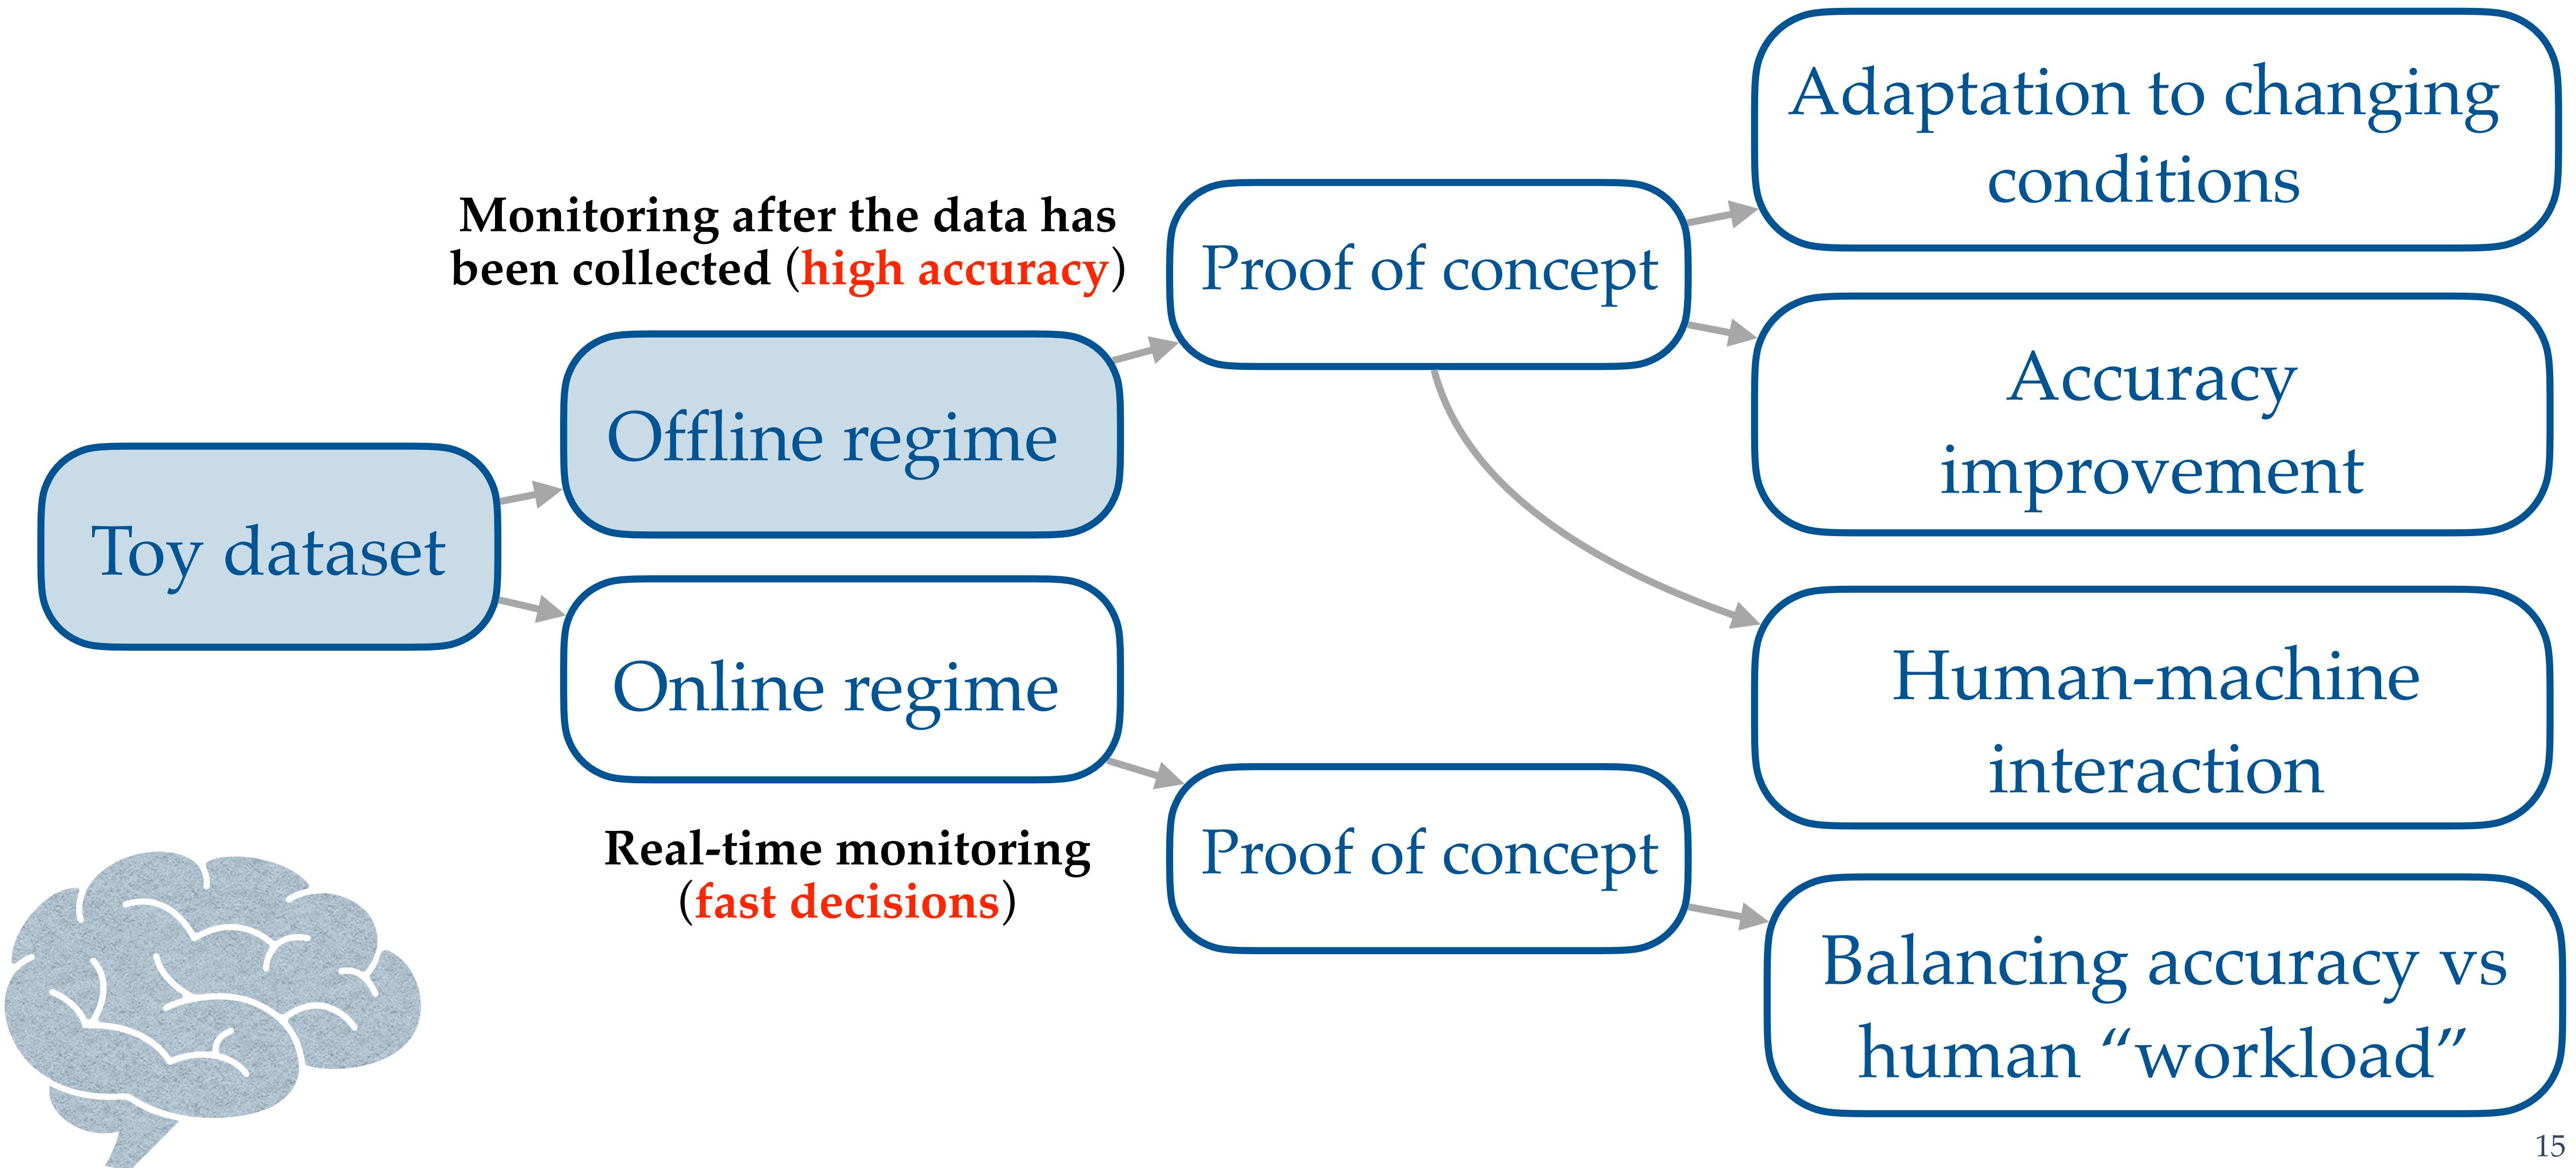 Adaptation to changing
conditions
Monitoring after the data has
been collected (high accuracy)
Proof of concept
Accuracy
improvement
Offline regime
Toy dataset
Online regime
Human-machine
interaction
Real-time monitoring
(fast decisions)
Proof of concept
Balancing accuracy vs
human “workload”
15